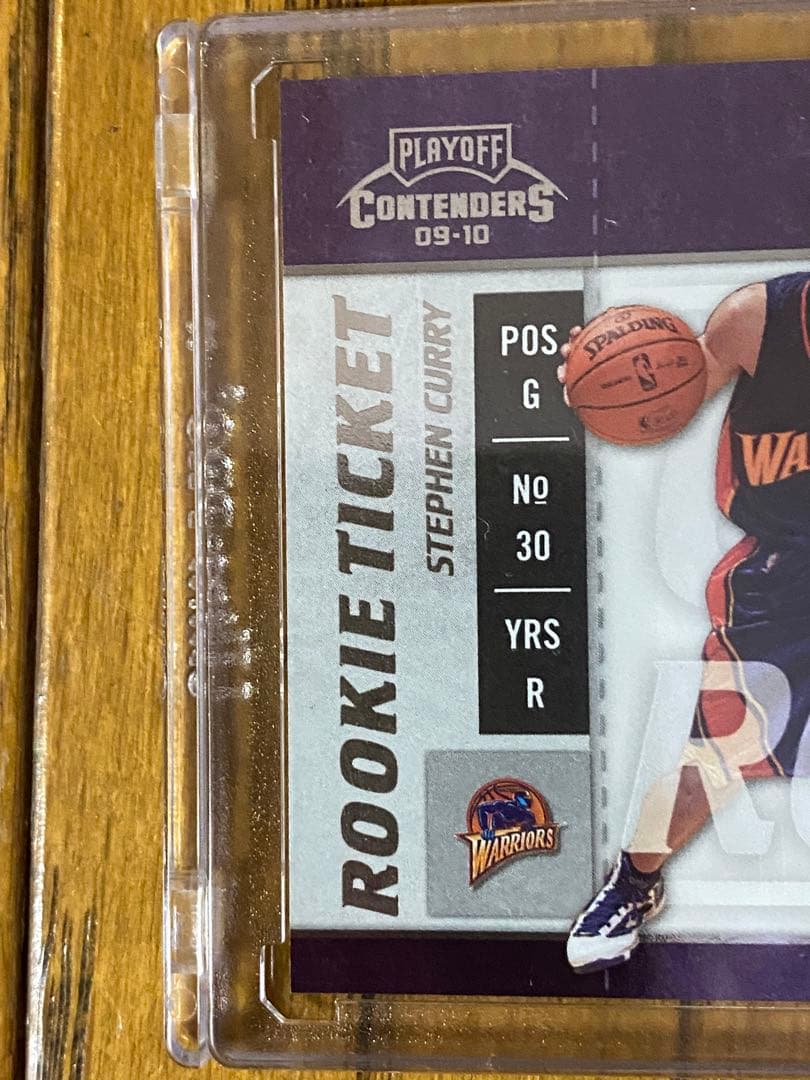 PLAYOFF
CONTENDERS
09-10
ROOKIE TICKET
STEPHEN CURRY
POS
G
Nº
30
YRS
R
SPALDING
WA
WARRIORS